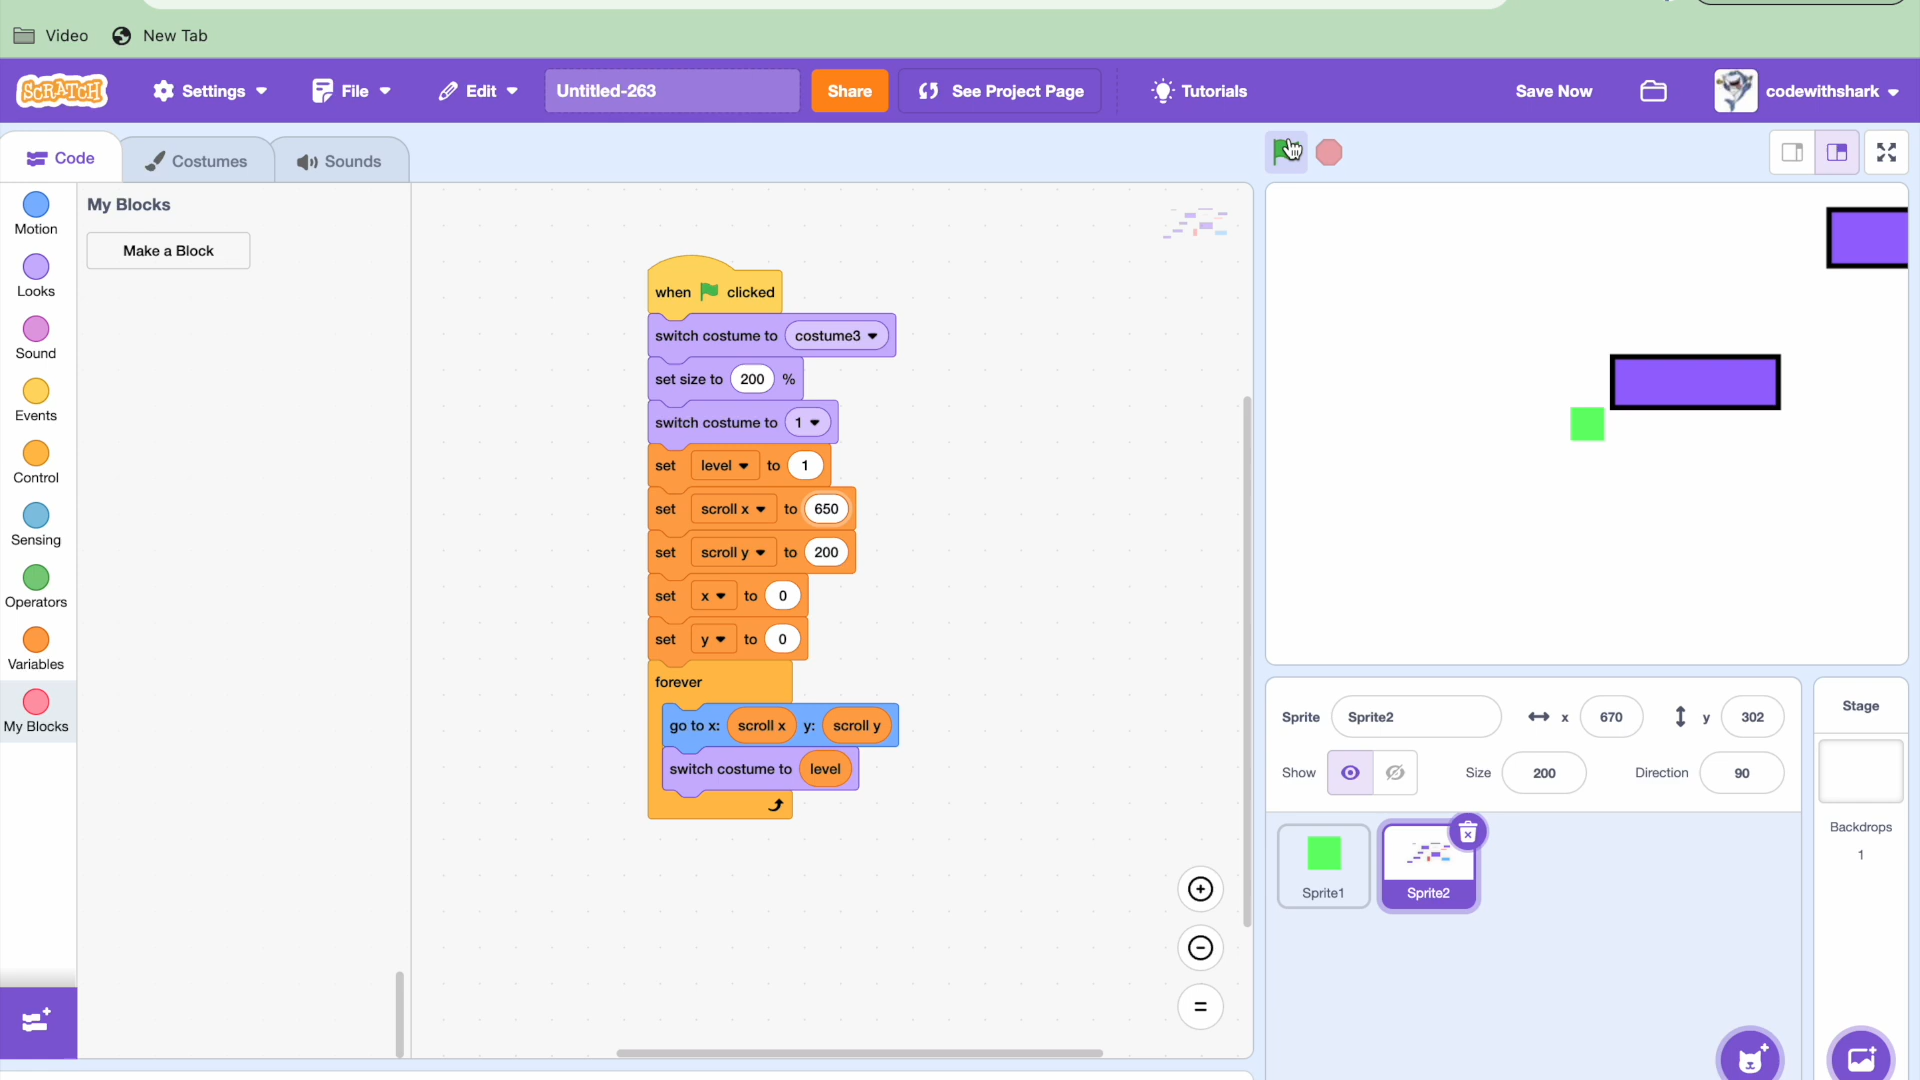 Video
New Tab
SCRATCH
Settings
File
Edit
Untitled-263
Share
See Project Page
Tutorials
Save Now
codewithshark
Code
Costumes
Sounds
Motion
Looks
Sound
Events
Control
Sensing
Operators
Variables
My Blocks
My Blocks
Make a Block
when clicked
switch costume to costume3
set size to 200 %
switch costume to 1
set level to 1
set scroll x to 650
set scroll y to 200
set x to 0
set y to 0
forever
go to x: scroll x y: scroll y
switch costume to level
Sprite Sprite2 x 670 y 302
Show Size 200 Direction 90
Sprite1
Sprite2
Stage
Backdrops
1